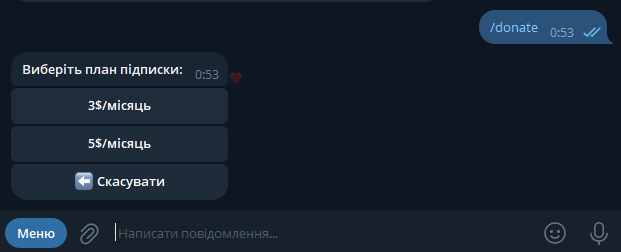 /donate 0:53
Виберіть план підписки: 0:53
3$/місяць
5$/місяць
Скасувати
Меню Написати повідомлення...